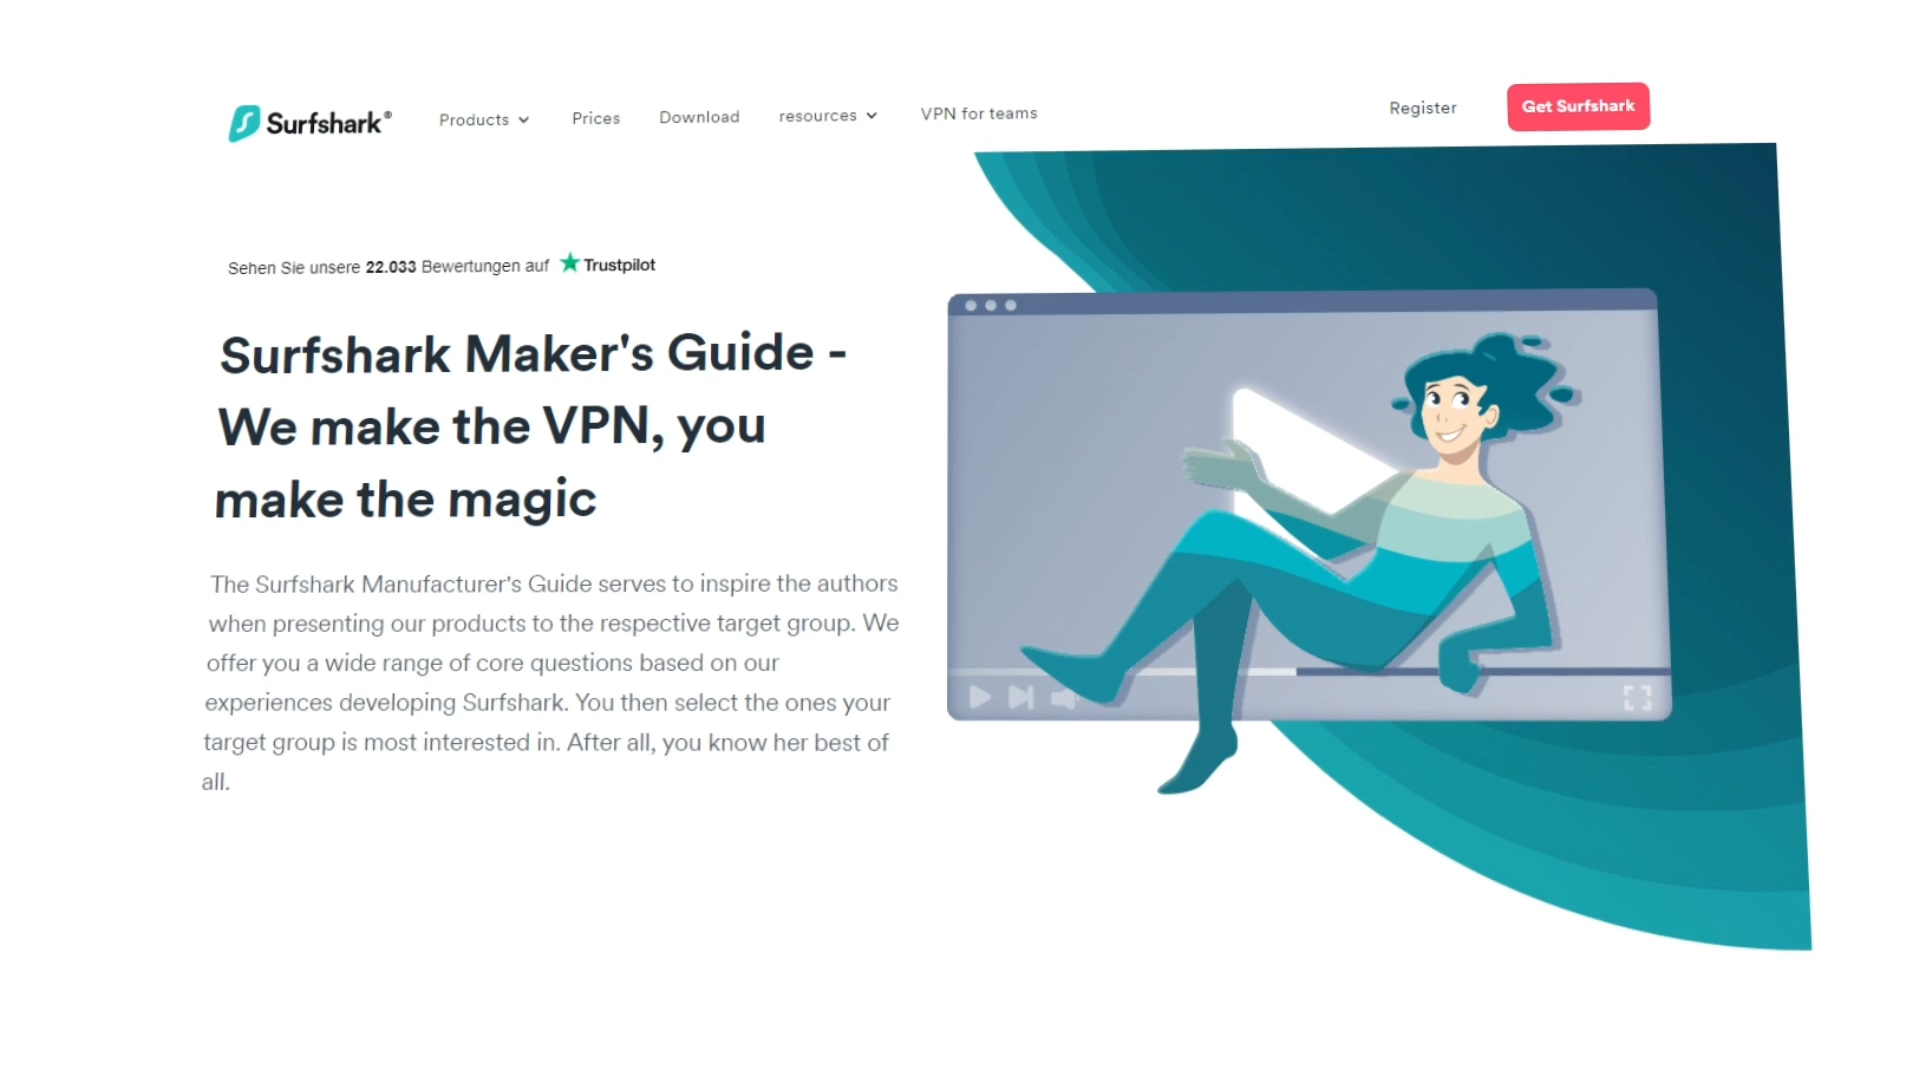 Surfshark®
Products
Prices
Download
resources
VPN for teams
Register
Get Surfshark
Sehen Sie unsere 22.033 Bewertungen auf Trustpilot
Surfshark Maker's Guide -
We make the VPN, you
make the magic
The Surfshark Manufacturer's Guide serves to inspire the authors
when presenting our products to the respective target group. We
offer you a wide range of core questions based on our
experiences developing Surfshark. You then select the ones your
target group is most interested in. After all, you know her best of
all.